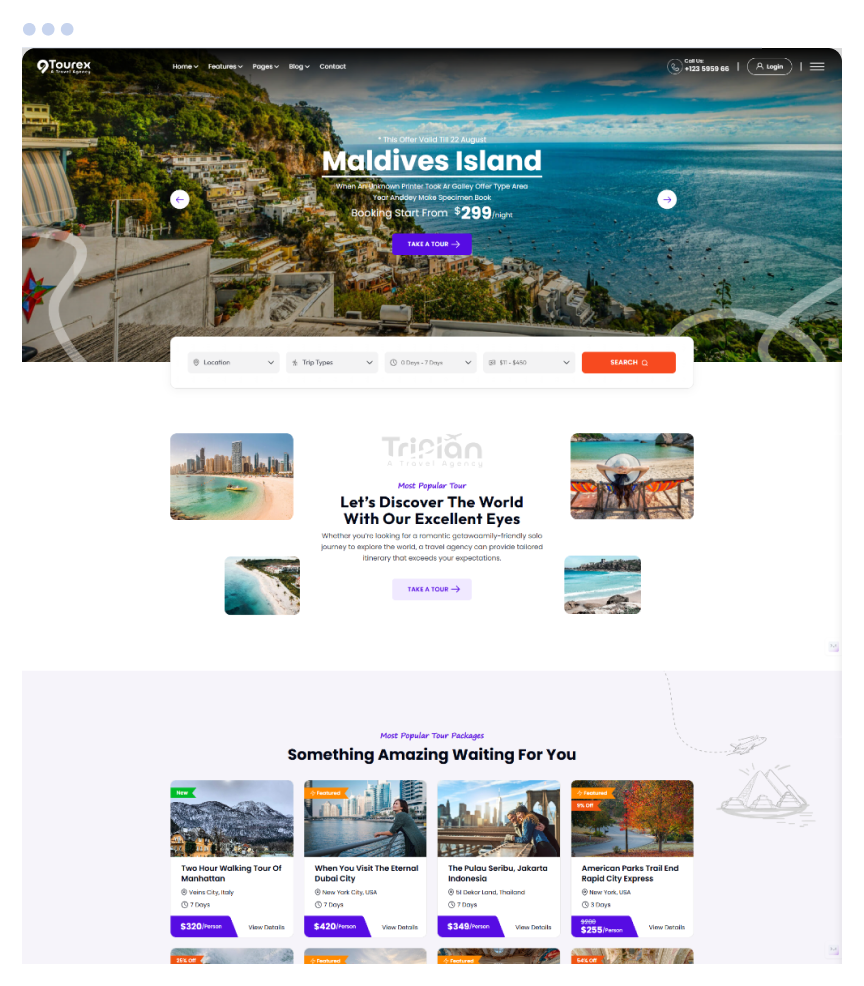 Tourex
A Travel Agency
Home
Features
Pages
Blog
Contact
Call Us:
+123 5959 66
Login
* This Offer Valid Till 22 August
Maldives Island
When An Unknown Printer Took Ar Galley Offer Type Area
Year Anddey Make Specimen Book
Booking Start From $299/night
TAKE A TOUR
Location
Trip Types
0 Days - 7 Days
$11 - $450
SEARCH
Triplan
A Travel Agency
Most Popular Tour
Let's Discover The World
With Our Excellent Eyes
Whether you're looking for a romantic getawaamily-friendly solo
journey to explore the world, a travel agency can provide tailored
itinerary that exceeds your expectations.
TAKE A TOUR
Most Popular Tour Packages
Something Amazing Waiting For You
New
Two Hour Walking Tour Of
Manhattan
Veins City, Italy
7 Days
$320/Person
View Details
Featured
When You Visit The Eternal
Dubai City
New York City, USA
7 Days
$420/Person
View Details
The Pulau Seribu, Jakarta
Indonesia
51 Dekor Land, Thailand
7 Days
$349/Person
View Details
Featured
9% Off
American Parks Trail End
Rapid City Express
New York, USA
3 Days
$280
$255/Person
View Details
25% Off
Featured
Featured
54% Off